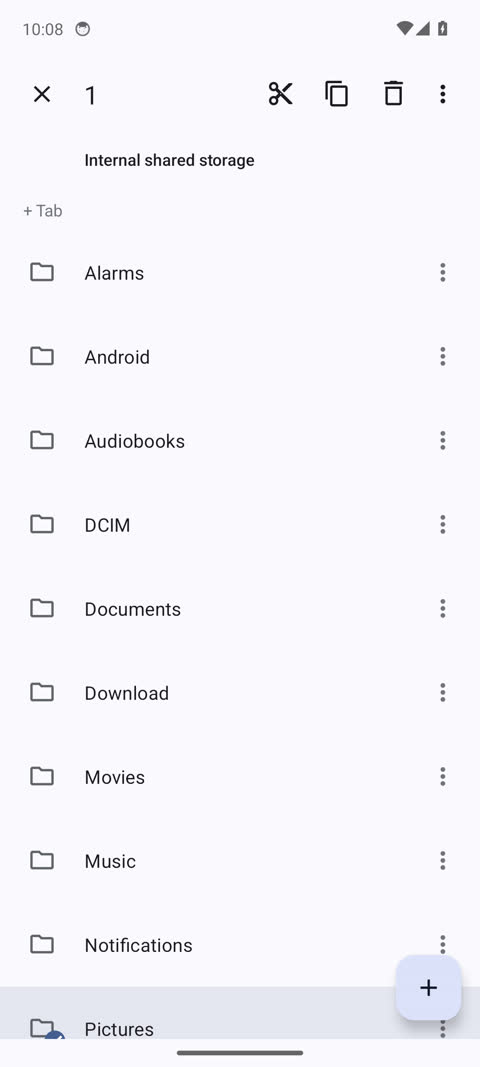 10:08
1
Internal shared storage
+ Tab
Alarms
Android
Audiobooks
DCIM
Documents
Download
Movies
Music
Notifications
Pictures